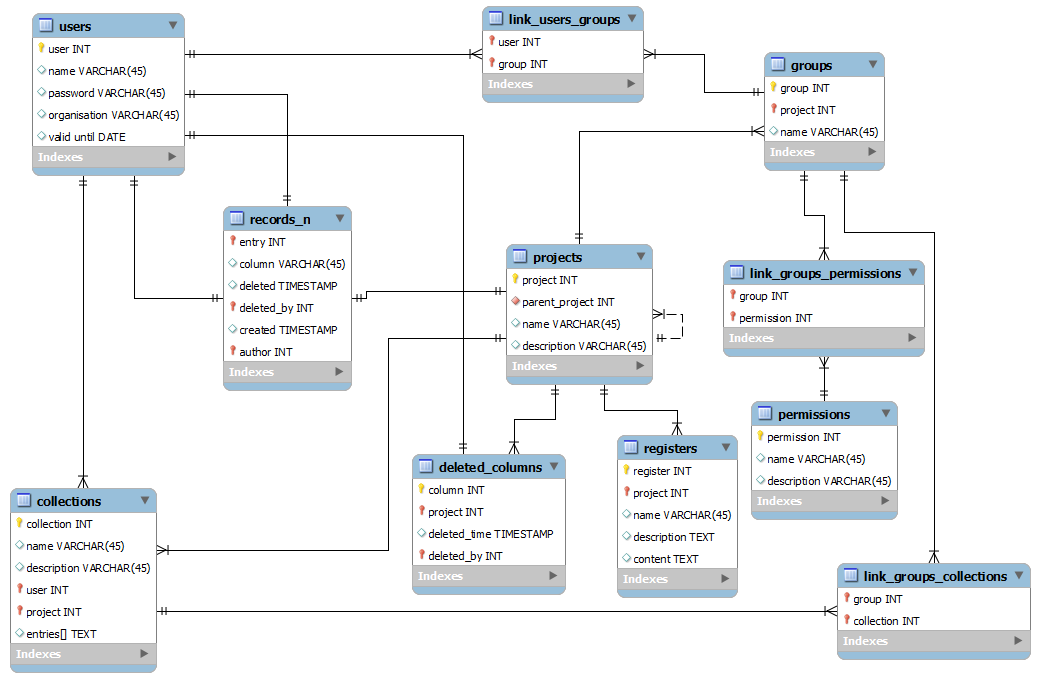 users
user INT
name VARCHAR(45)
password VARCHAR(45)
organisation VARCHAR(45)
valid until DATE
Indexes
link_users_groups
user INT
group INT
Indexes
groups
group INT
project INT
name VARCHAR(45)
Indexes
records_n
entry INT
column VARCHAR(45)
deleted TIMESTAMP
deleted_by INT
created TIMESTAMP
author INT
Indexes
projects
project INT
parent_project INT
name VARCHAR(45)
description VARCHAR(45)
Indexes
link_groups_permissions
group INT
permission INT
Indexes
permissions
permission INT
name VARCHAR(45)
description VARCHAR(45)
Indexes
deleted_columns
column INT
project INT
deleted_time TIMESTAMP
deleted_by INT
Indexes
registers
register INT
project INT
name VARCHAR(45)
description TEXT
content TEXT
Indexes
collections
collection INT
name VARCHAR(45)
description VARCHAR(45)
user INT
project INT
entries[] TEXT
Indexes
link_groups_collections
group INT
collection INT
Indexes